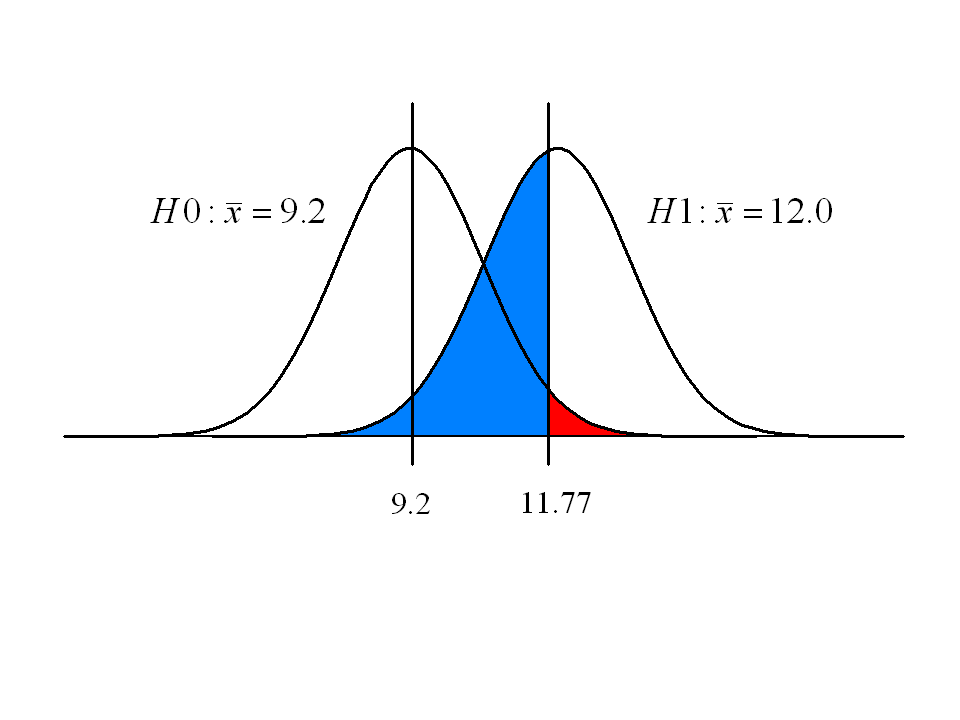 H0: x̅ = 9.2
H1: x̅ = 12.0
9.2
11.77